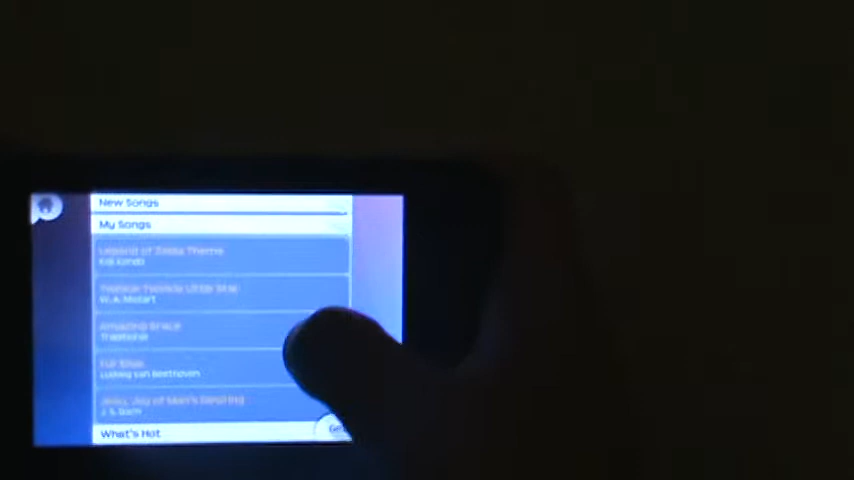 New Songs
My Songs
Legend of Zelda Theme
Koji Kondo
Twinkle Twinkle Little Star
W. A. Mozart
Amazing Grace
Traditional
Fur Elise
Ludwig van Beethoven
Jesu, Joy of Man's Desiring
J. S. Bach
What's Hot